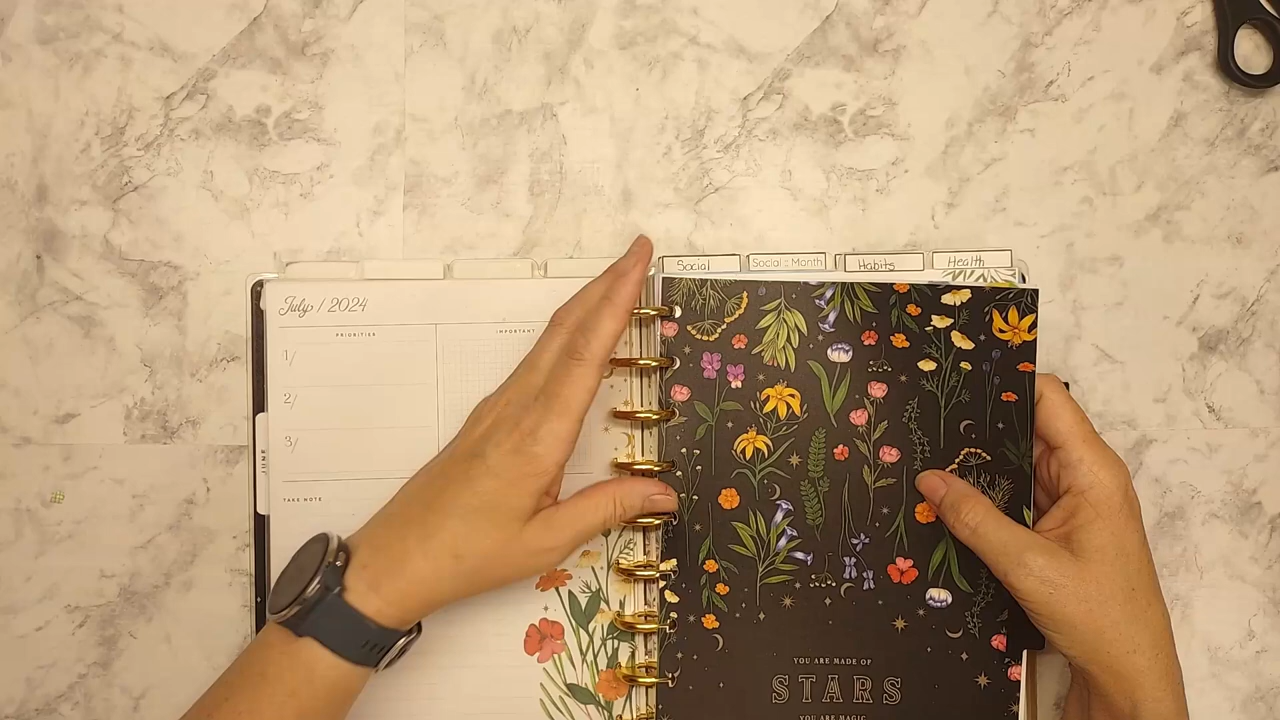 Social
Social :: Month
Habits
Health
July / 2024
PRIORITIES
IMPORTANT
1/
2/
3/
JUNE
TAKE NOTE
YOU ARE MADE OF
STARS
YOU ARE MAGIC